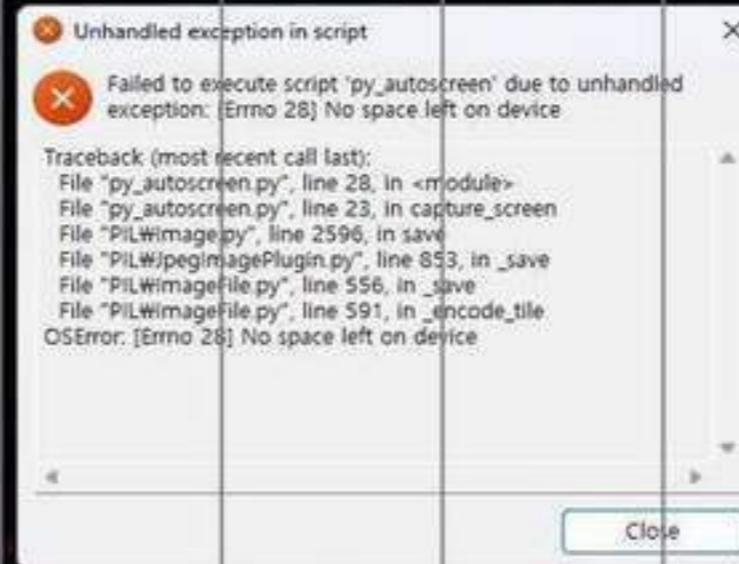 Unhandled exception in script
Failed to execute script 'py_autoscreen' due to unhandled
exception: [Errno 28] No space left on device
Traceback (most recent call last):
File "py_autoscreen.py", line 28, in <module>
File "py_autoscreen.py", line 23, in capture_screen
File "PIL₩Image.py", line 2596, in save
File "PIL₩JpegImagePlugin.py", line 853, in _save
File "PIL₩ImageFile.py", line 556, in _save
File "PIL₩ImageFile.py", line 591, in _encode_tile
OSError: [Errno 28] No space left on device
Close